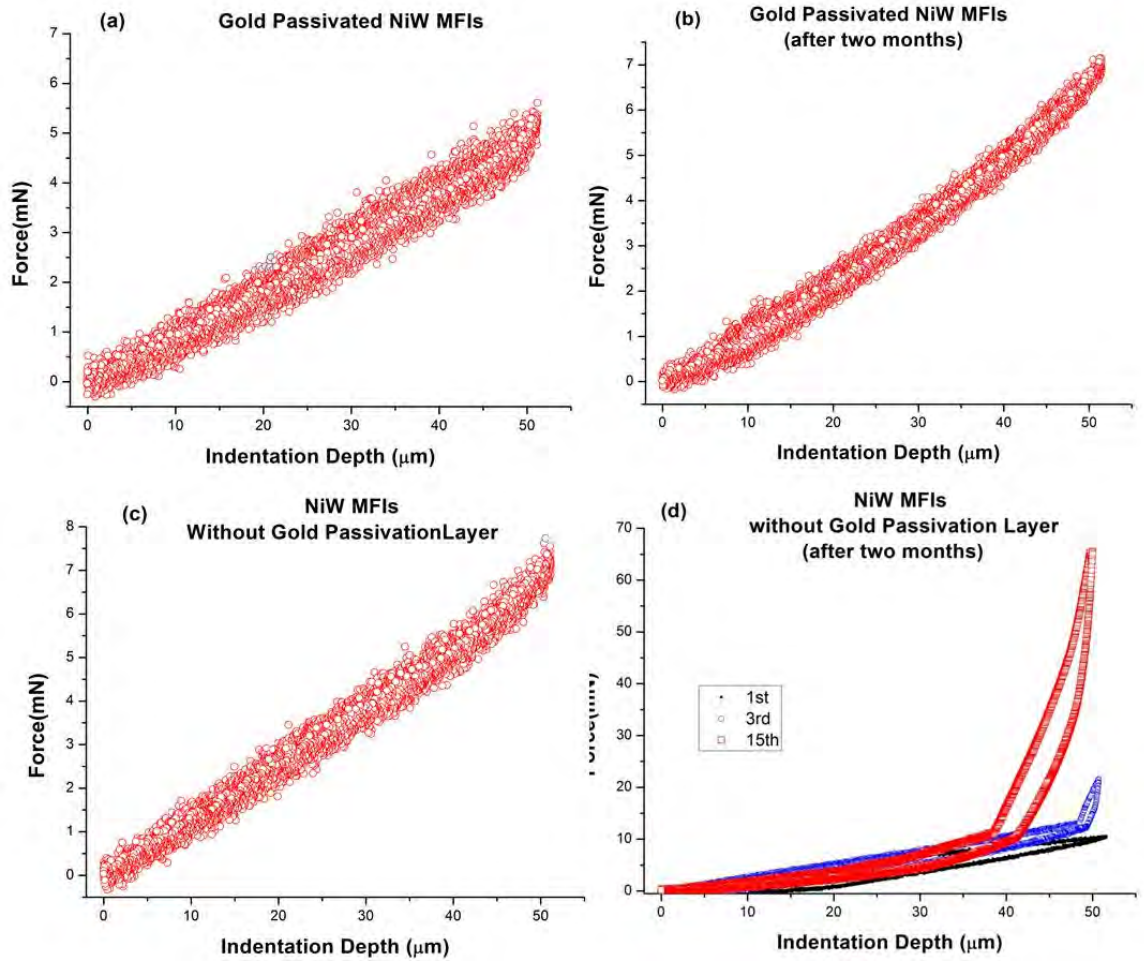 (a) Gold Passivated NiW MFIs
7
6
5
4
3
2
1
0
Force(mN)
0 10 20 30 40 50
Indentation Depth (μm)
(b) Gold Passivated NiW MFIs
(after two months)
7
6
5
4
3
2
1
0
Force(mN)
0 10 20 30 40 50
Indentation Depth (μm)
(c) NiW MFIs
Without Gold PassivationLayer
8
7
6
5
4
3
2
1
0
Force(mN)
0 10 20 30 40 50
Indentation Depth (μm)
(d) NiW MFIs
without Gold Passivation Layer
(after two months)
70
60
50
40
30
20
10
0
Force(mN)
1st
3rd
15th
0 10 20 30 40 50
Indentation Depth (μm)